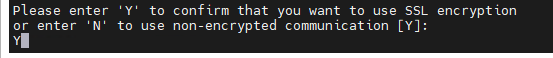 Please enter 'Y' to confirm that you want to use SSL encryption
or enter 'N' to use non-encrypted communication [Y]:
Y